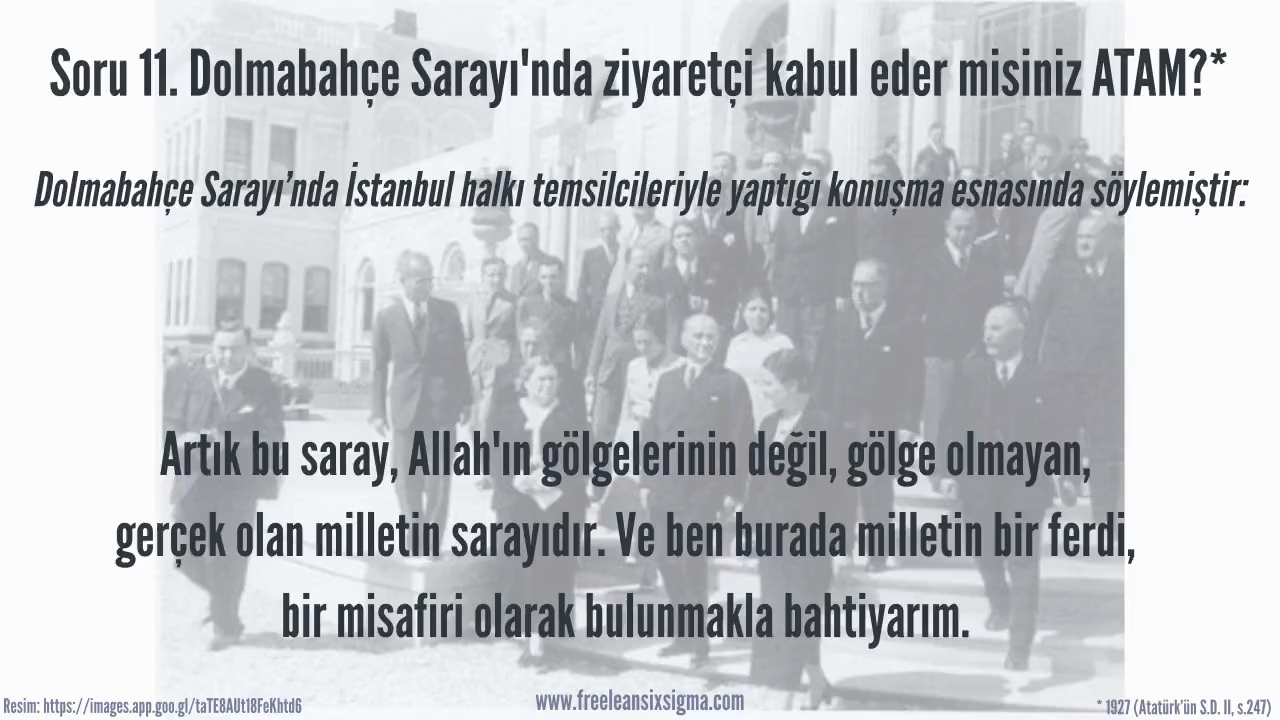 Soru 11. Dolmabahçe Sarayı'nda ziyaretçi kabul eder misiniz ATAM?*
Dolmabahçe Sarayı’nda İstanbul halkı temsilcileriyle yaptığı konuşma esnasında söylemiştir:
Artık bu saray, Allah'ın gölgelerinin değil, gölge olmayan,
gerçek olan milletin sarayıdır. Ve ben burada milletin bir ferdi,
bir misafiri olarak bulunmakla bahtiyarım.
Resim: https://images.app.goo.gl/taTE8AUt18FeKhtd6
www.freeleansixsigma.com
* 1927 (Atatürk’ün S.D. II, s.247)